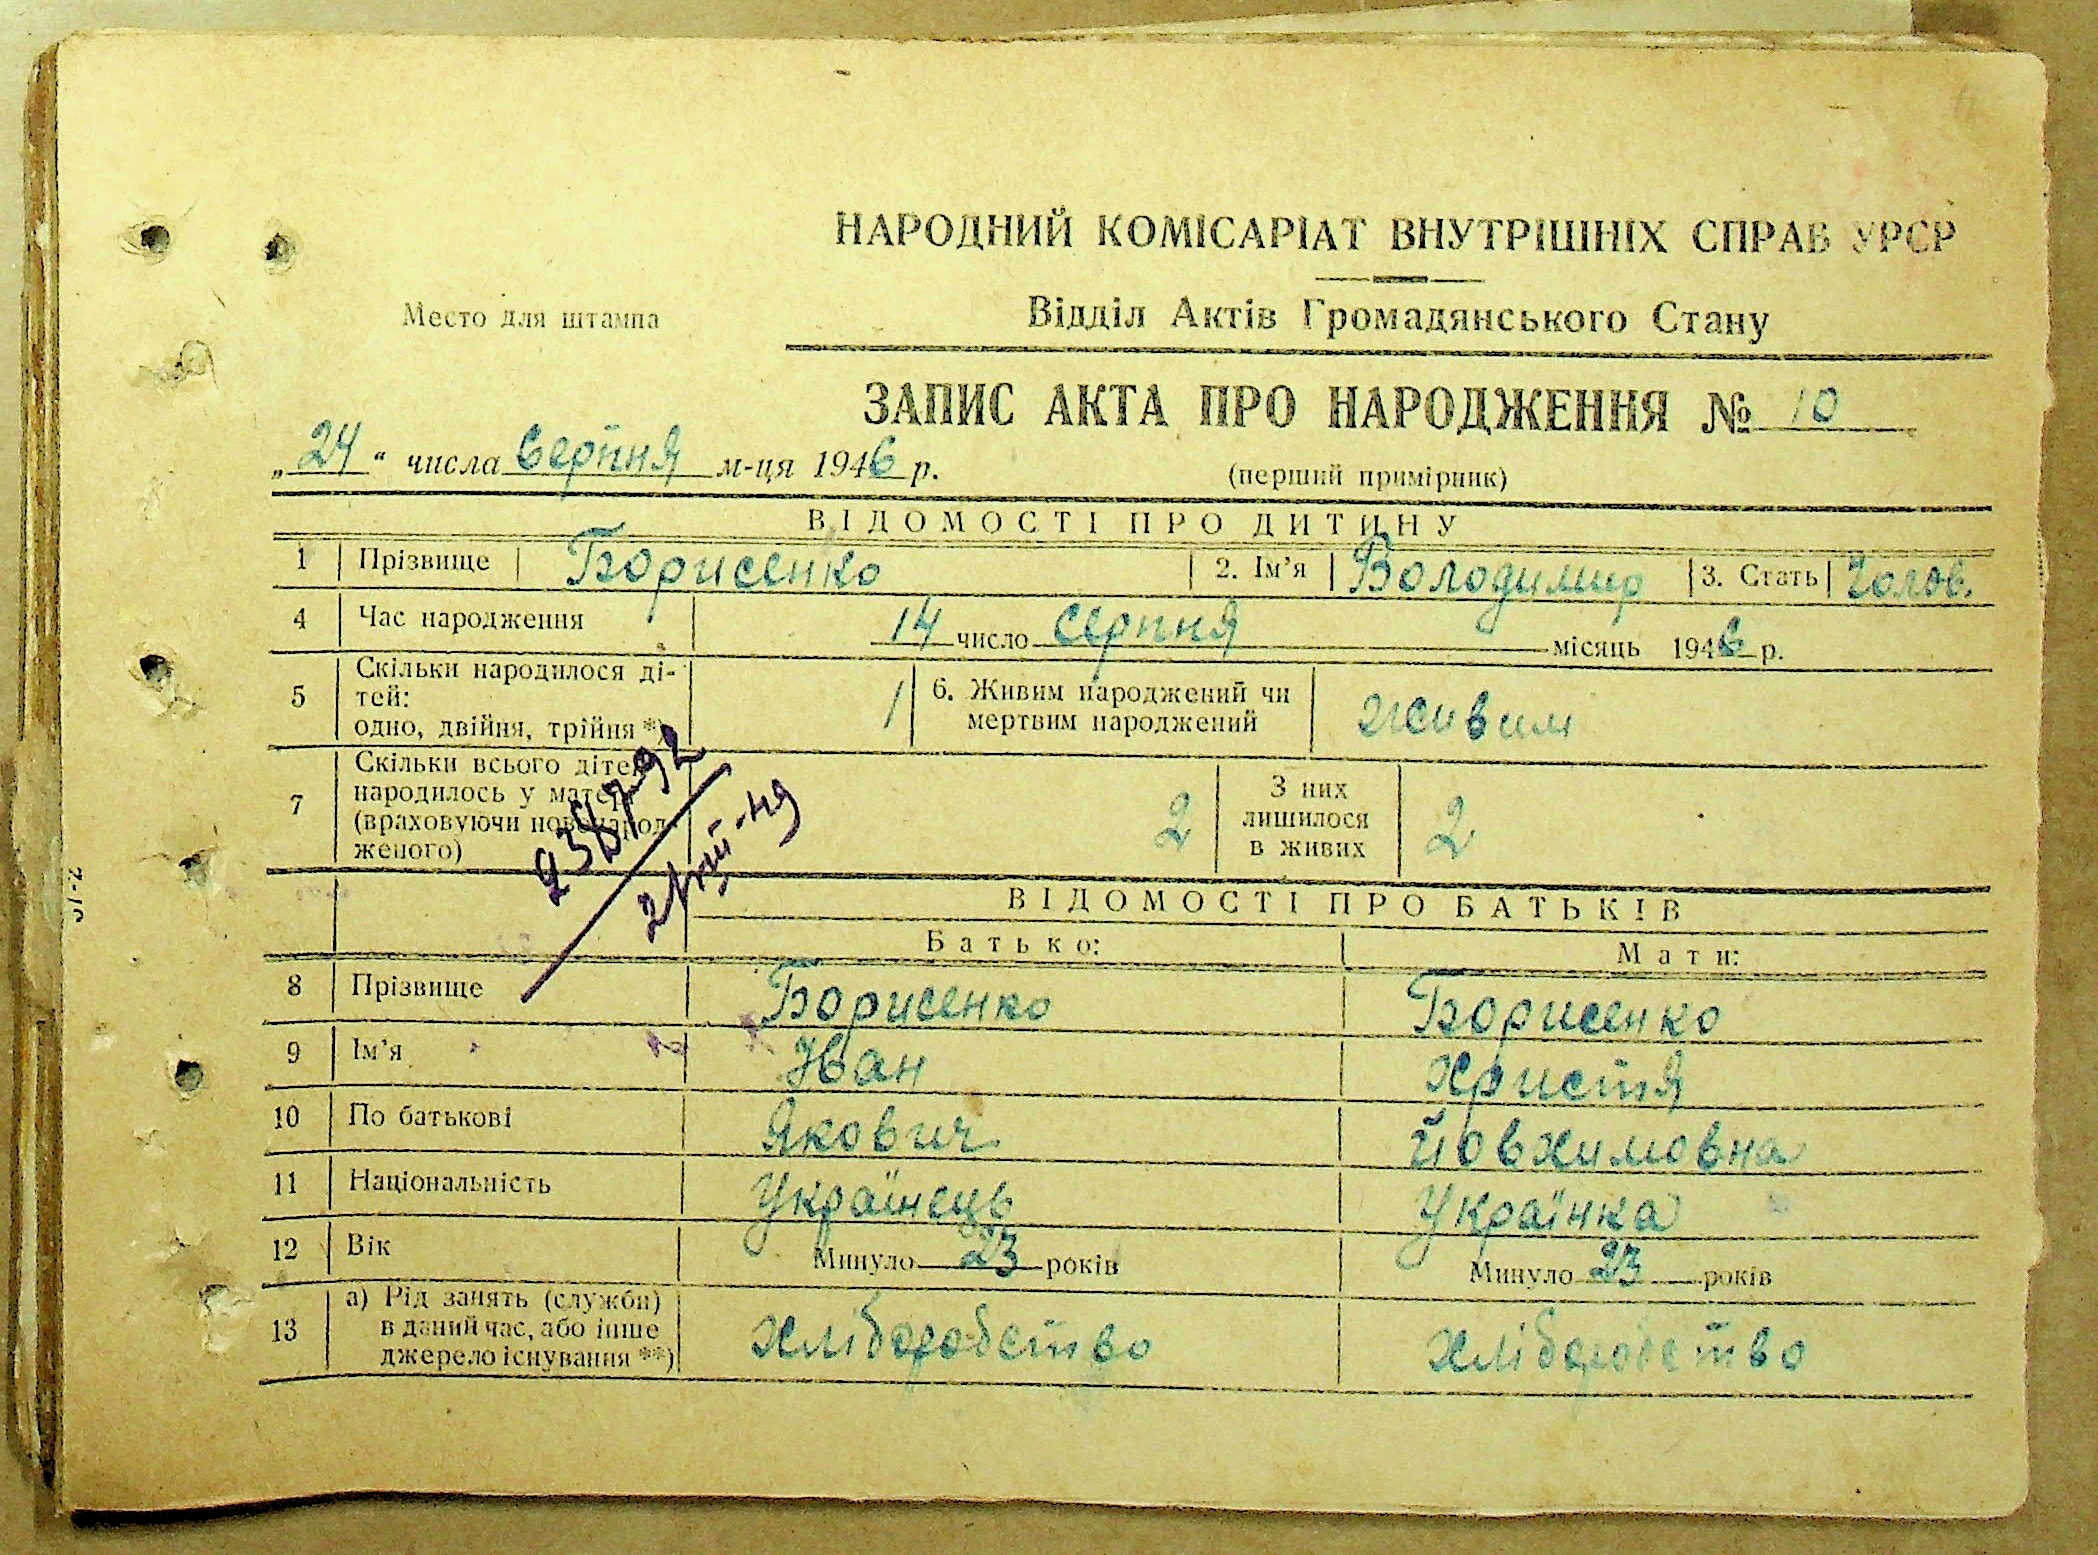 НАРОДНИЙ КОМІСАРІАТ ВНУТРІШНІХ СПРАВ УРСР
Место для штампа
Відділ Актів Громадянського Стану
ЗАПИС АКТА ПРО НАРОДЖЕННЯ № 10
„24“ числа Серпня м-ця 1946 р.
(перший примірник)
ВІДОМОСТІ ПРО ДИТИНУ
1 Прізвище Борисенко 2. Ім’я Володимир 3. Стать Чолов.
4 Час народження 14 число серпня місяць 1946 р.
5 Скільки народилося ді-
тей:
одно, двійня, трійня *)
1
6. Живим народжений чи
мертвим народжений
живим
7 Скільки всього дітей
народилось у матері
(враховуючи новонарод-
женого)
2
З них
лишилося
в живих
2
ВІДОМОСТІ ПРО БАТЬКІВ
Батько: Мати:
8 Прізвище Борисенко Борисенко
9 Ім’я Іван Христя
10 По батькові Якович Йовхимовна
11 Національність Українець Українка
12 Вік Минуло 23 років Минуло 23 років
13 а) Рід занять (служби)
в даний час, або інше
джерело існування **)
Хліборобство Хліборобство